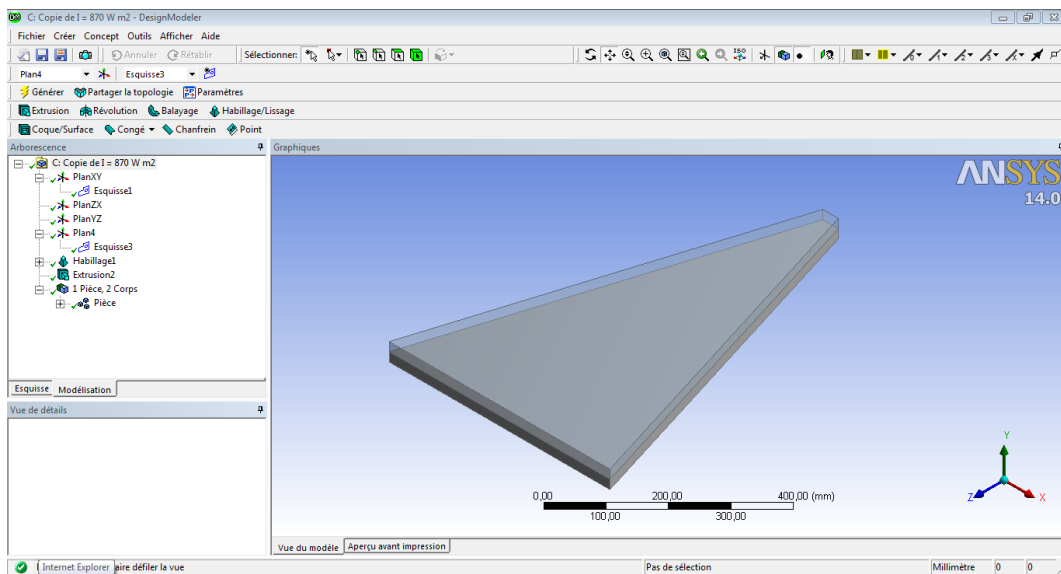 C: Copie de I = 870 W m2 - DesignModeler
Fichier Créer Concept Outils Afficher Aide
Annuler Rétablir Sélectionner: ISO
Plan4 Esquisse3
Générer Partager la topologie Paramètres
Extrusion Révolution Balayage Habillage/Lissage
Coque/Surface Congé Chanfrein Point
Arborescence
C: Copie de I = 870 W m2
PlanXY
Esquisse1
PlanZX
PlanYZ
Plan4
Esquisse3
Habillage1
Extrusion2
1 Pièce, 2 Corps
Pièce
Esquisse Modélisation
Vue de détails
Graphiques
ANSYS
14.0
0,00 200,00 400,00 (mm)
100,00 300,00
Y
Z X
Vue du modèle Aperçu avant impression
Internet Explorer aire défiler la vue Pas de sélection Millimètre 0 0